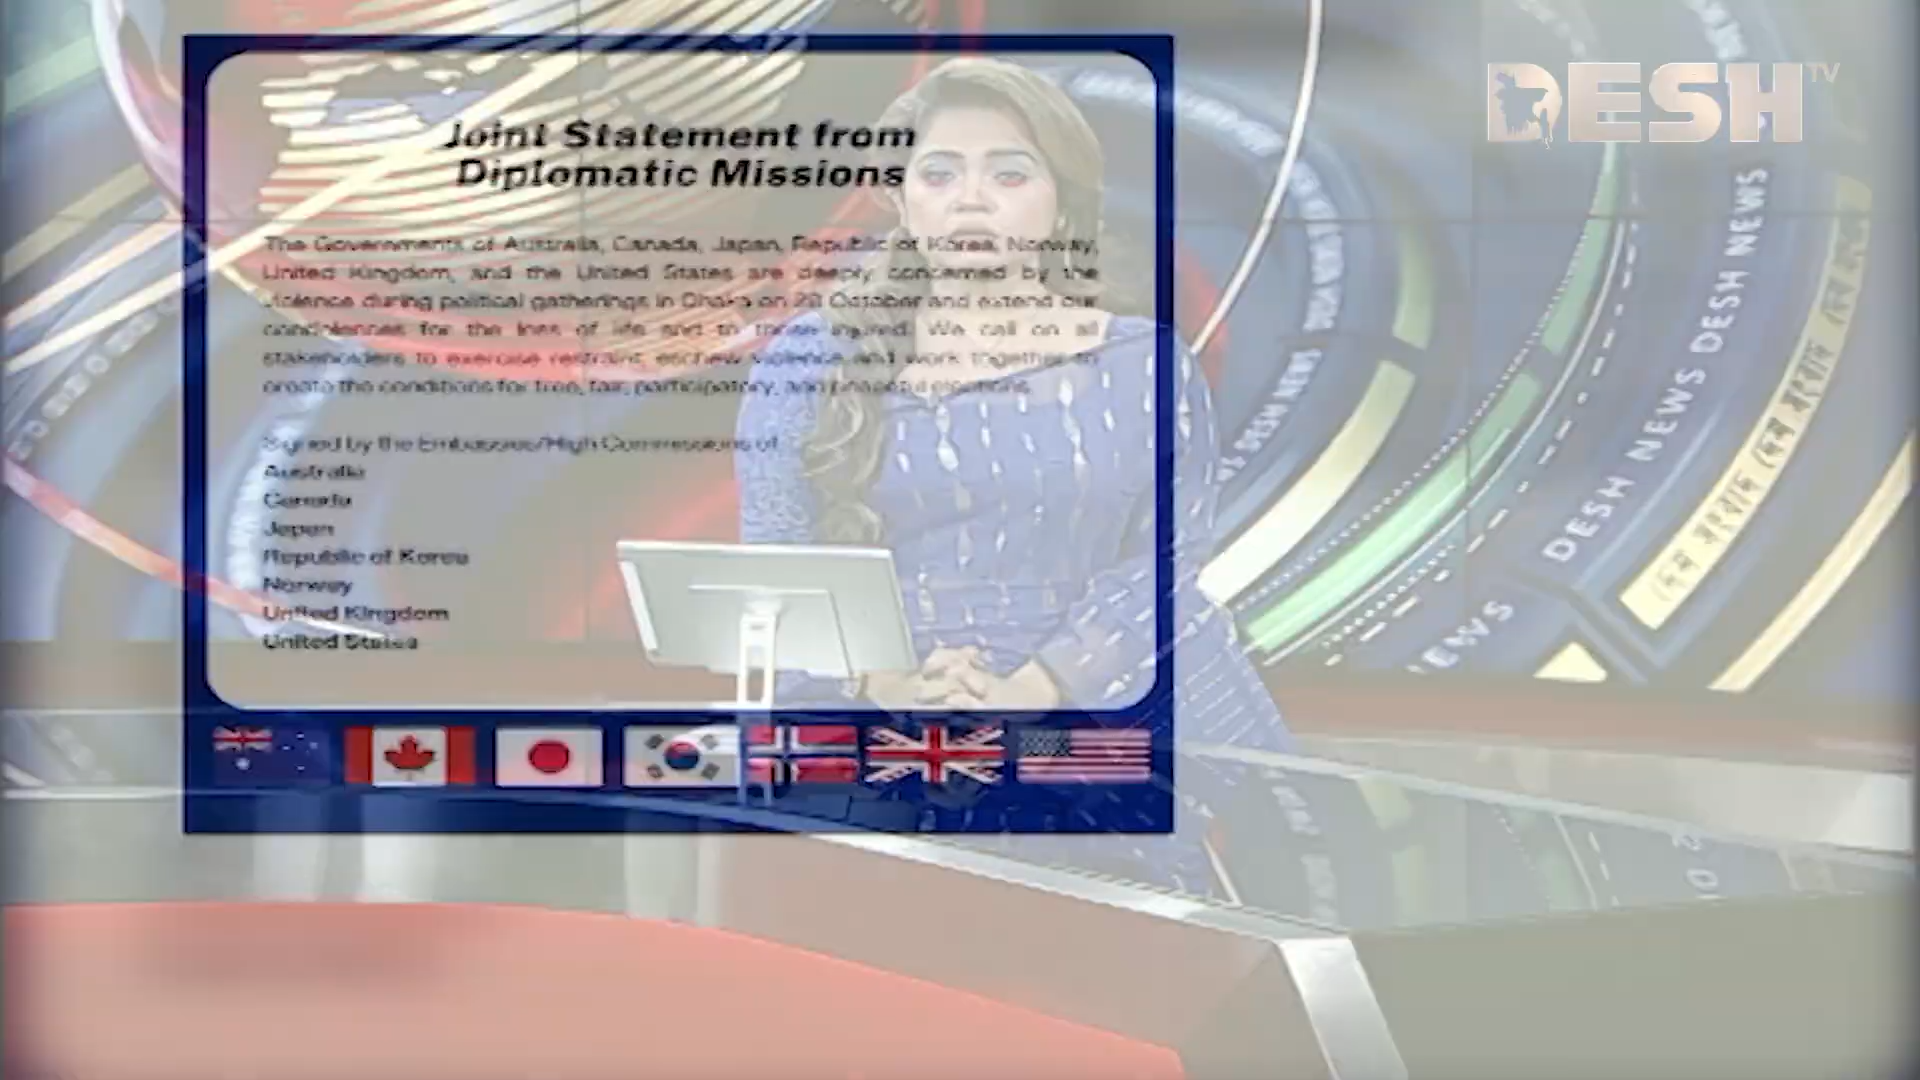 DESH TV
Joint Statement from
Diplomatic Missions
The Governments of Australia, Canada, Japan, Republic of Korea, Norway,
United Kingdom, and the United States are deeply concerned by the
violence during political gatherings in Dhaka on 28 October and extend our
condolences for the loss of life and to those injured. We call on all
stakeholders to exercise restraint, eschew violence and work together to
create the conditions for free, fair, participatory, and peaceful elections.
Signed by the Embassies/High Commissions of:
Australia
Canada
Japan
Republic of Korea
Norway
United Kingdom
United States
DESH NEWS
DESH NEWS DESH NEWS
দেশ সংবাদ দেশ সংবাদ
NEWS